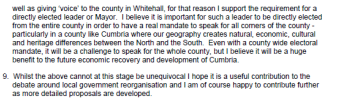 well as giving 'voice' to the county in Whitehall, for that reason I support the requirement for a
directly elected leader or Mayor. I believe it is important for such a leader to be directly elected
from the entire county in order to have a real mandate to speak for all corners of the county -
particularly in a county like Cumbria where our geography creates natural, economic, cultural
and heritage differences between the North and the South. Even with a county wide electoral
mandate, it will be a challenge to speak for the whole county, but I believe it will be a huge
benefit to the future economic recovery and development of Cumbria.
9. Whilst the above cannot at this stage be unequivocal I hope it is a useful contribution to the
debate around local government reorganisation and I am of course happy to contribute further
as more detailed proposals are developed.